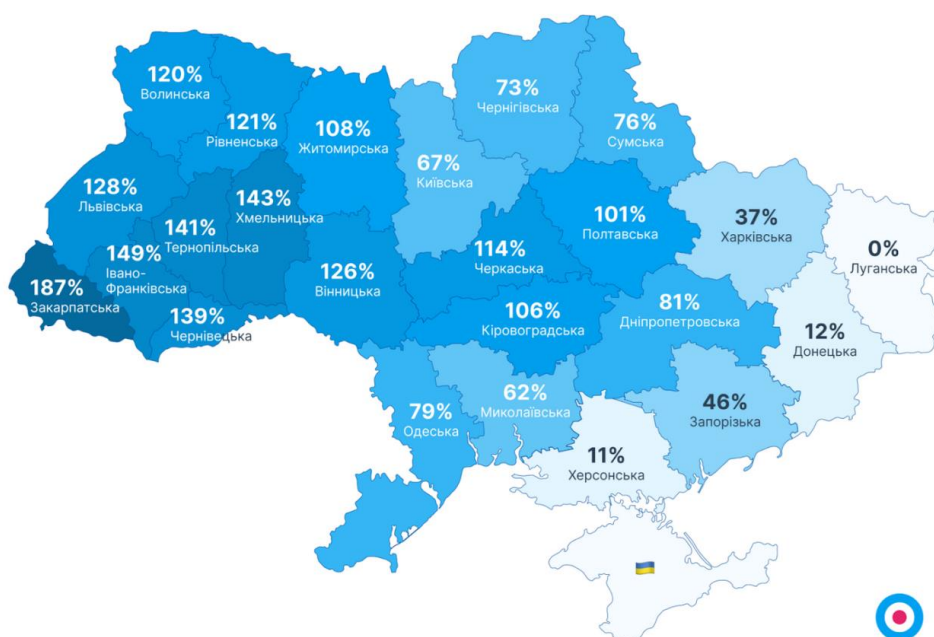 120%
Волинська
121%
Рівненська
108%
Житомирська
67%
Київська
73%
Чернігівська
76%
Сумська
128%
Львівська
141%
Тернопільська
143%
Хмельницька
149%
Івано-
Франківська
187%
Закарпатська
139%
Чернівецька
126%
Вінницька
114%
Черкаська
101%
Полтавська
37%
Харківська
0%
Луганська
106%
Кіровоградська
81%
Дніпропетровська
12%
Донецька
79%
Одеська
62%
Миколаївська
46%
Запорізька
11%
Херсонська